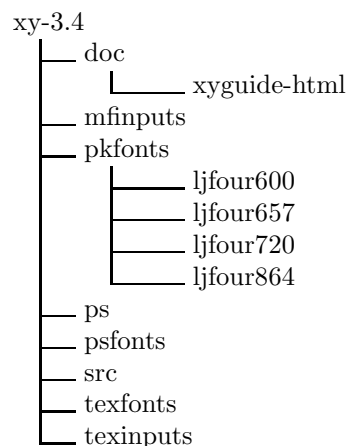 xy-3.4
doc
xyguide-html
mfinputs
pkfonts
ljfour600
ljfour657
ljfour720
ljfour864
ps
psfonts
src
texfonts
texinputs